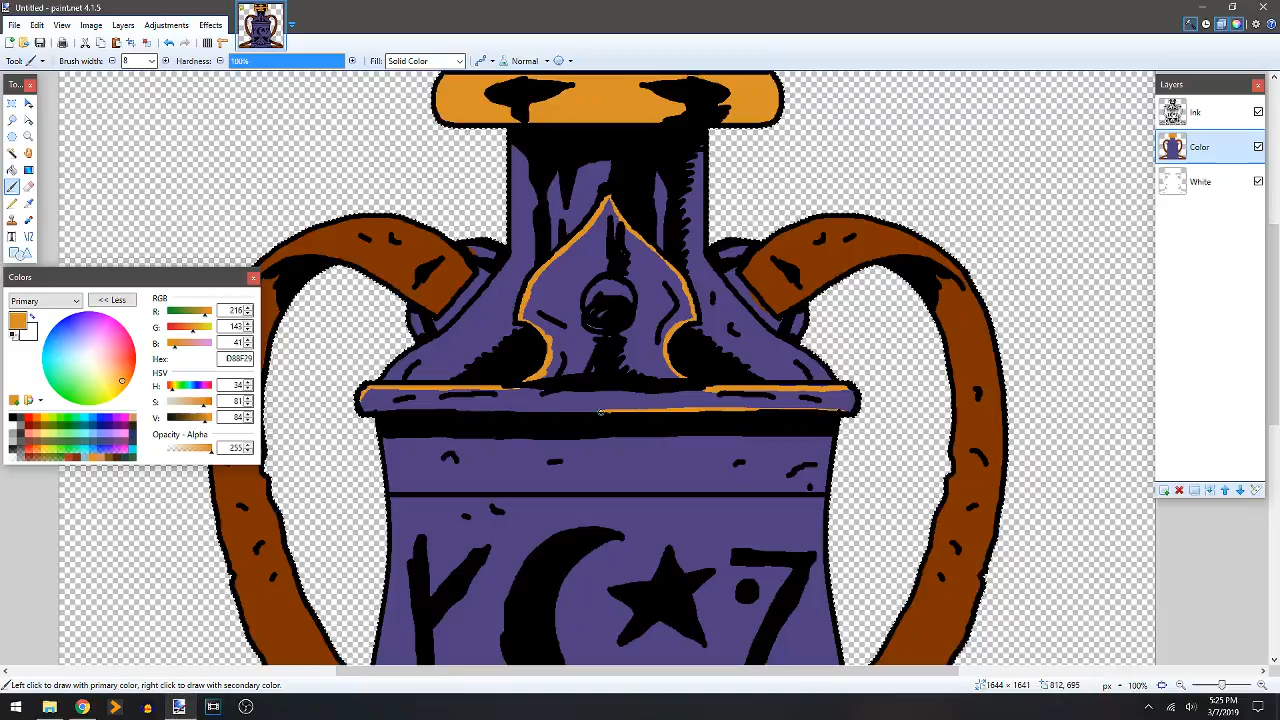 Untitled - paint.net 4.1.5
File Edit View Image Layers Adjustments Effects
Tool: Brush width: 8 Hardness: 100% Fill: Solid Color Normal
To...
Layers
Ink
Color
White
Colors
Primary << Less
RGB
R: 216
G: 143
B: 41
Hex: D88F29
HSV
H: 34
S: 81
V: 84
Opacity - Alpha
255
7
Left click to draw with primary color, right click to draw with secondary color.
1644 × 1641 812, 695 px 100%
5:25 PM
3/7/2019